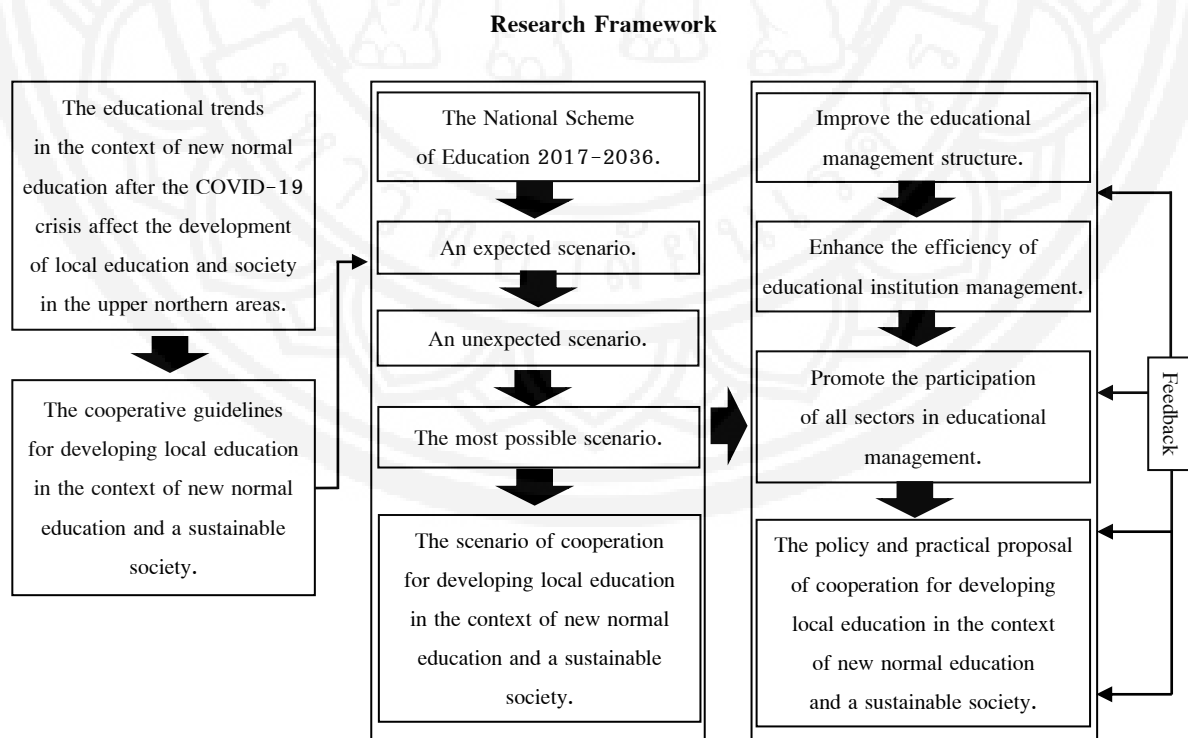 Research Framework
The educational trends
in the context of new normal
education after the COVID-19
crisis affect the development
of local education and society
in the upper northern areas.
The cooperative guidelines
for developing local education
in the context of new normal
education and a sustainable
society.
The National Scheme
of Education 2017-2036.
An expected scenario.
An unexpected scenario.
The most possible scenario.
The scenario of cooperation
for developing local education
in the context of new normal
education and a sustainable
society.
Improve the educational
management structure.
Enhance the efficiency of
educational institution management.
Promote the participation
of all sectors in educational
management.
The policy and practical proposal
of cooperation for developing
local education in the context
of new normal education
and a sustainable society.
Feedback